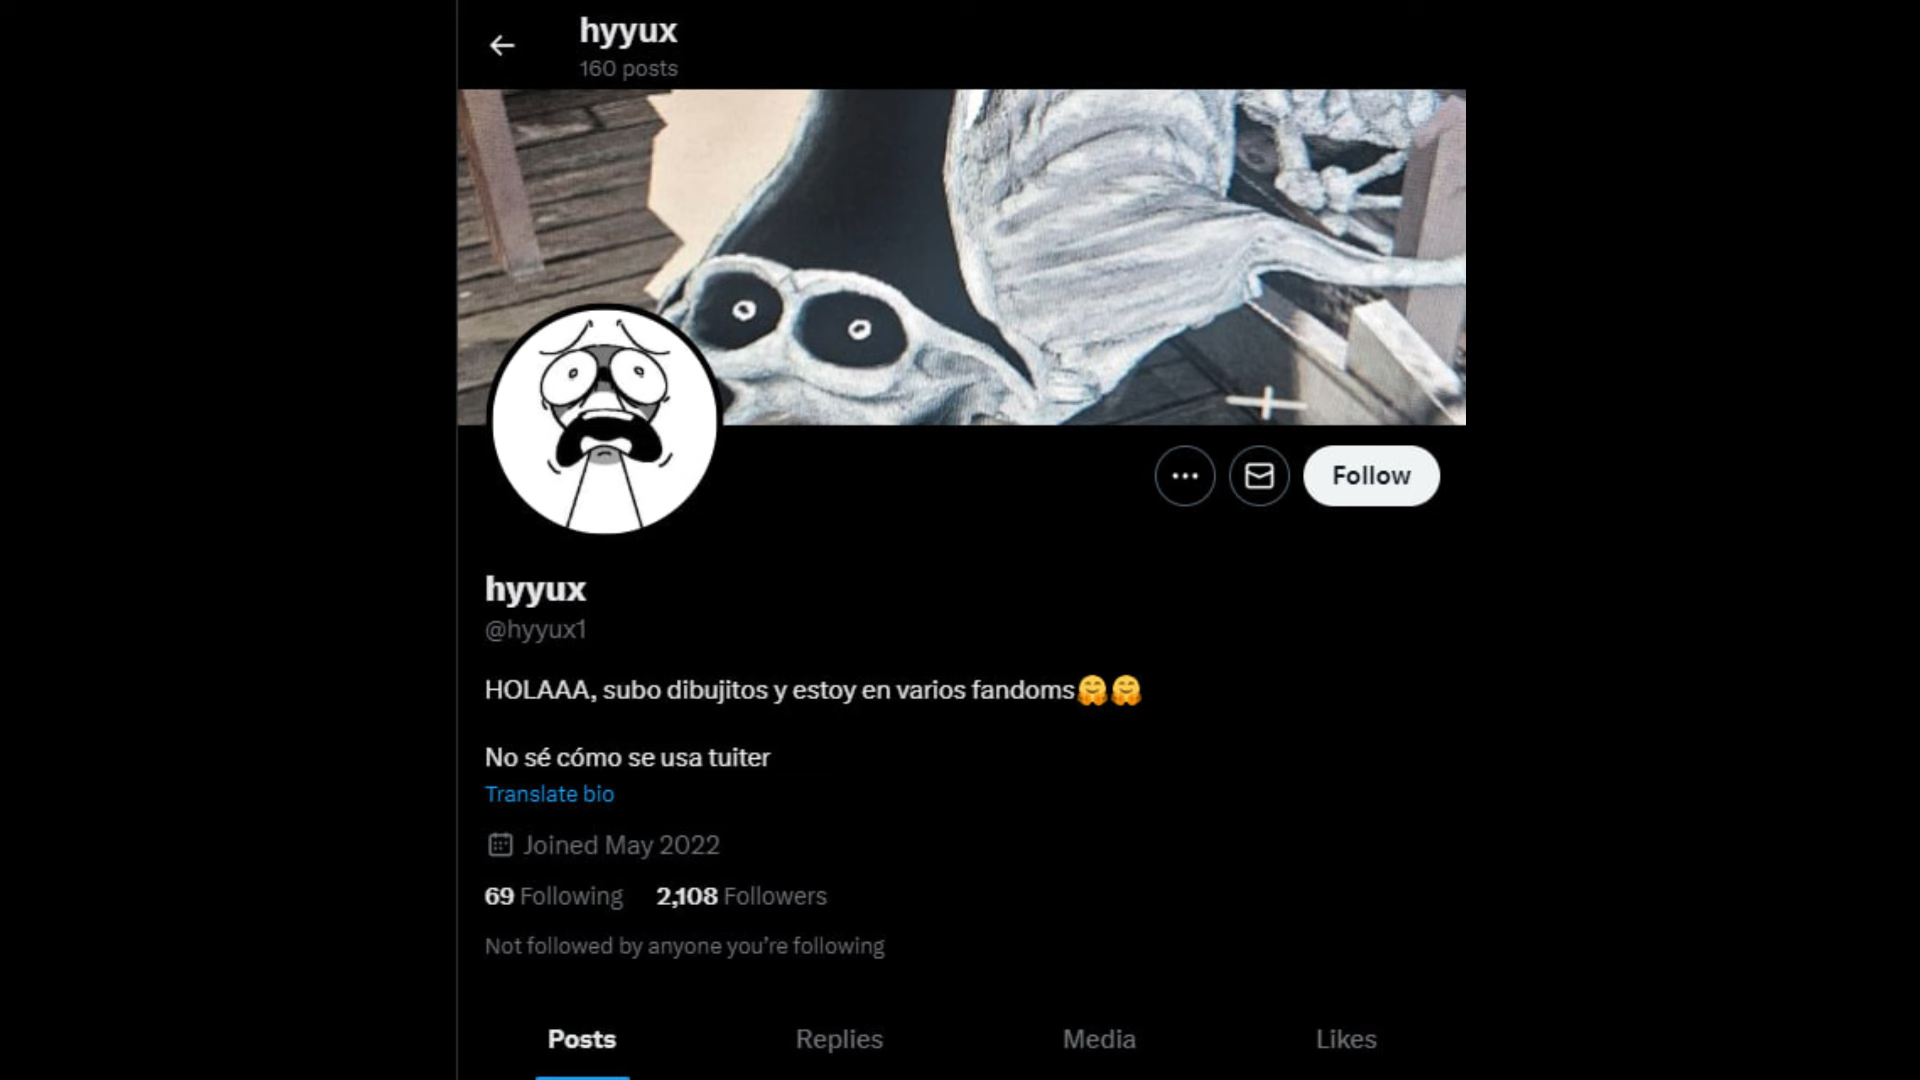 hyyux
160 posts
Follow
hyyux
@hyyux1
HOLAAA, subo dibujitos y estoy en varios fandoms🤗🤗
No sé cómo se usa tuiter
Translate bio
Joined May 2022
69 Following 2,108 Followers
Not followed by anyone you’re following
Posts Replies Media Likes